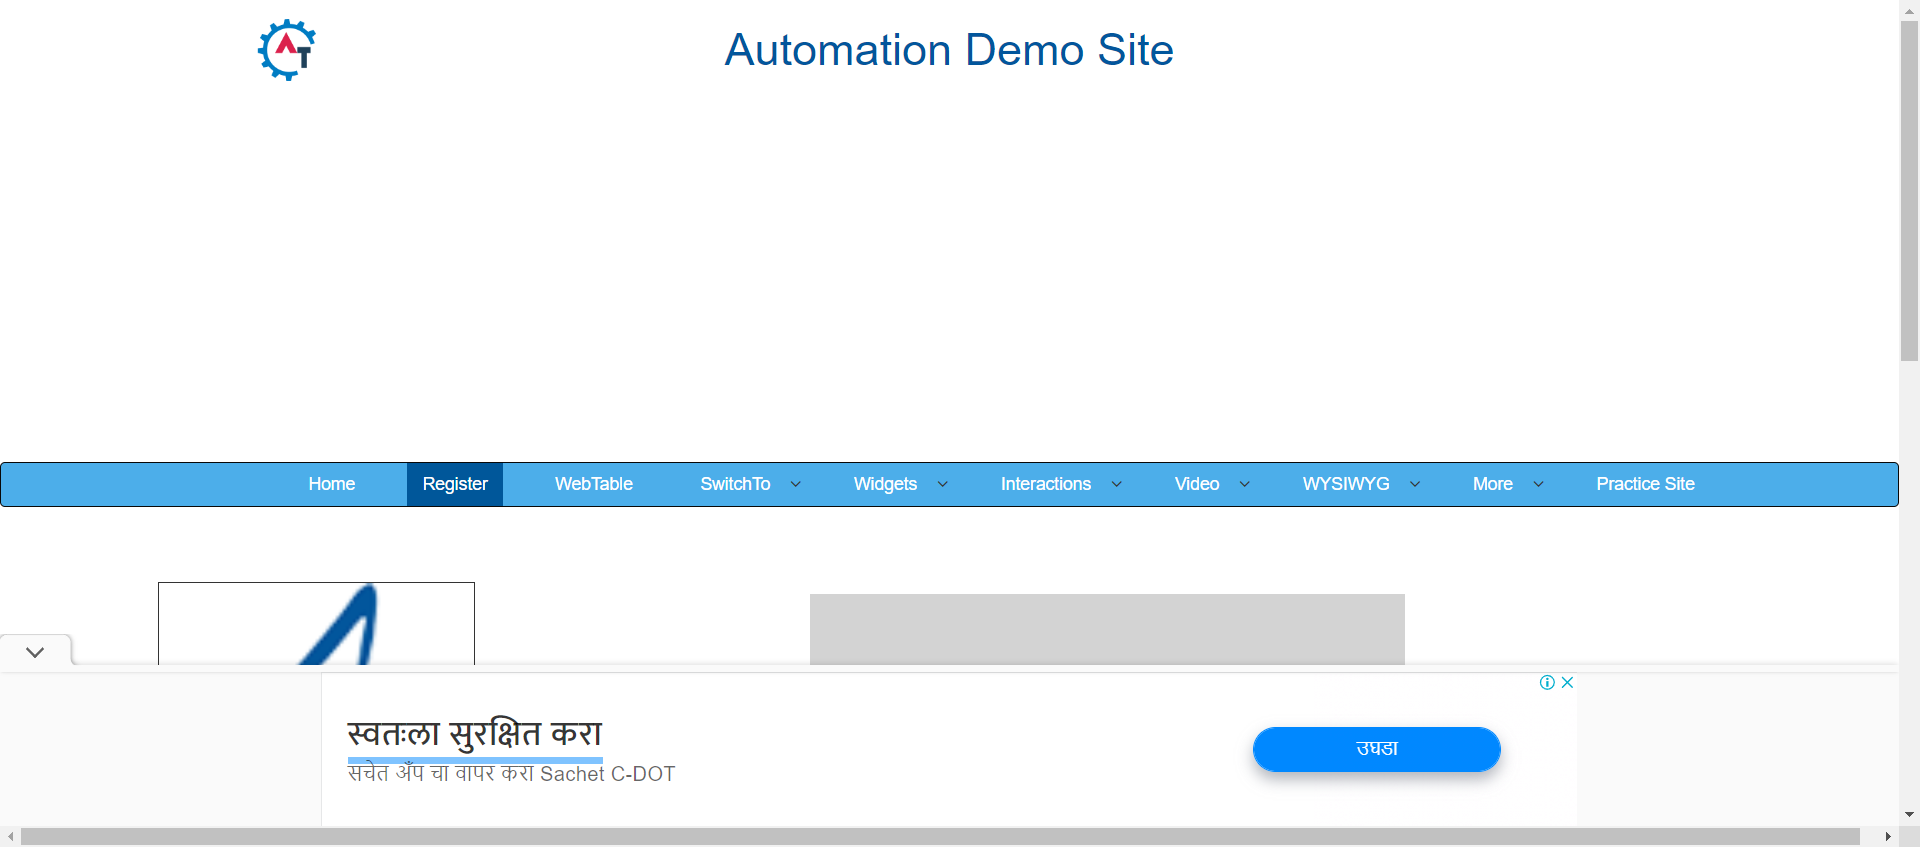 AT
Automation Demo Site
Home Register WebTable SwitchTo Widgets Interactions Video WYSIWYG More Practice Site
स्वतःला सुरक्षित करा
सचेत अ‍ॅप चा वापर करा Sachet C-DOT
उघडा